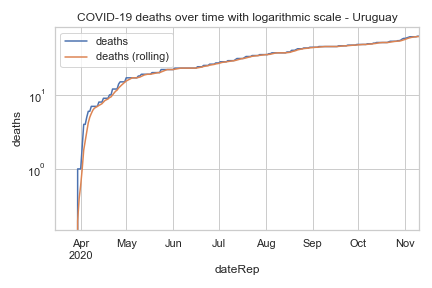 COVID-19 deaths over time with logarithmic scale - Uruguay
deaths
deaths (rolling)
deaths
10¹
10⁰
Apr May Jun Jul Aug Sep Oct Nov
2020
dateRep